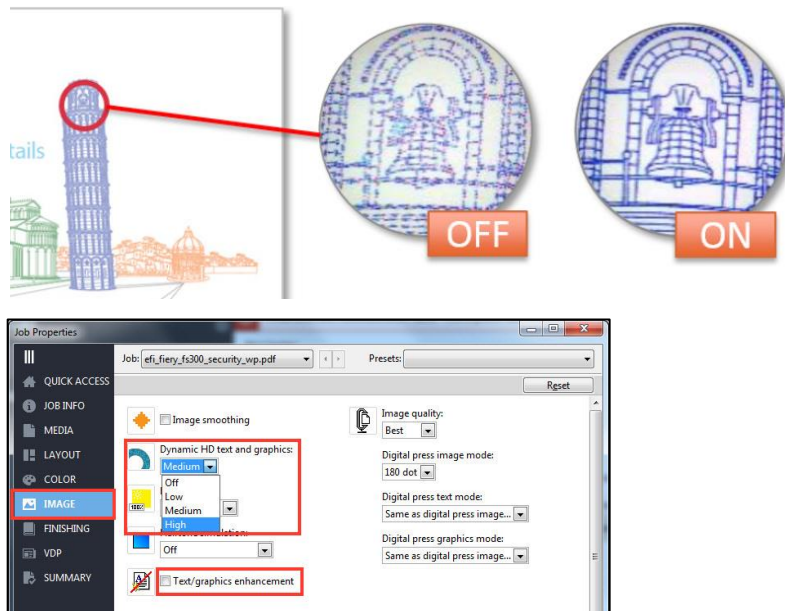 tails
OFF
ON
Job Properties
Job: efi_fiery_fs300_security_wp.pdf
Presets:
Reset
QUICK ACCESS
JOB INFO
MEDIA
LAYOUT
COLOR
IMAGE
FINISHING
VDP
SUMMARY
Image smoothing
Dynamic HD text and graphics:
Medium
Off
Low
Medium
High
Off
Text/graphics enhancement
Image quality:
Best
Digital press image mode:
180 dot
Digital press text mode:
Same as digital press image...
Digital press graphics mode:
Same as digital press image...